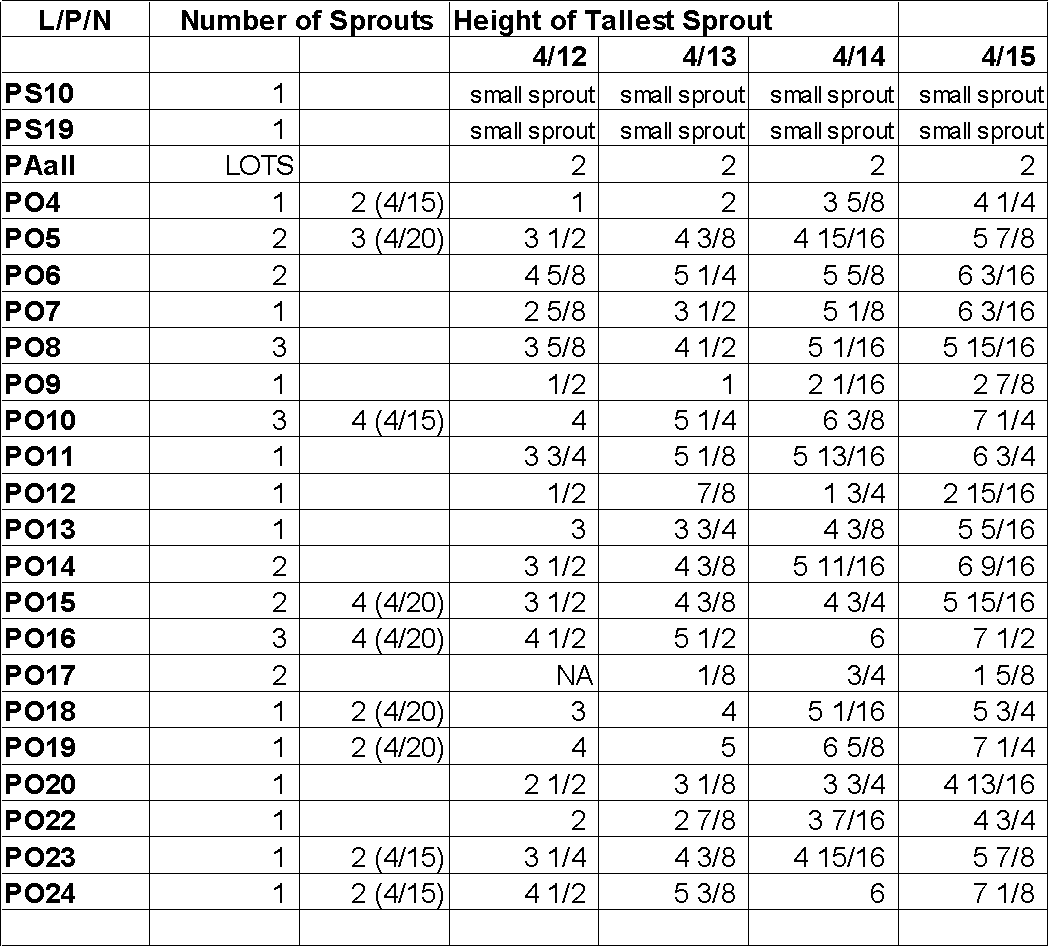 L/P/N Number of Sprouts Height of Tallest Sprout
4/12 4/13 4/14 4/15
PS10 1 small sprout small sprout small sprout small sprout
PS19 1 small sprout small sprout small sprout small sprout
PAall LOTS 2 2 2 2
PO4 1 2 (4/15) 1 2 3 5/8 4 1/4
PO5 2 3 (4/20) 3 1/2 4 3/8 4 15/16 5 7/8
PO6 2 4 5/8 5 1/4 5 5/8 6 3/16
PO7 1 2 5/8 3 1/2 5 1/8 6 3/16
PO8 3 3 5/8 4 1/2 5 1/16 5 15/16
PO9 1 1/2 1 2 1/16 2 7/8
PO10 3 4 (4/15) 4 5 1/4 6 3/8 7 1/4
PO11 1 3 3/4 5 1/8 5 13/16 6 3/4
PO12 1 1/2 7/8 1 3/4 2 15/16
PO13 1 3 3 3/4 4 3/8 5 5/16
PO14 2 3 1/2 4 3/8 5 11/16 6 9/16
PO15 2 4 (4/20) 3 1/2 4 3/8 4 3/4 5 15/16
PO16 3 4 (4/20) 4 1/2 5 1/2 6 7 1/2
PO17 2 NA 1/8 3/4 1 5/8
PO18 1 2 (4/20) 3 4 5 1/16 5 3/4
PO19 1 2 (4/20) 4 5 6 5/8 7 1/4
PO20 1 2 1/2 3 1/8 3 3/4 4 13/16
PO22 1 2 2 7/8 3 7/16 4 3/4
PO23 1 2 (4/15) 3 1/4 4 3/8 4 15/16 5 7/8
PO24 1 2 (4/15) 4 1/2 5 3/8 6 7 1/8